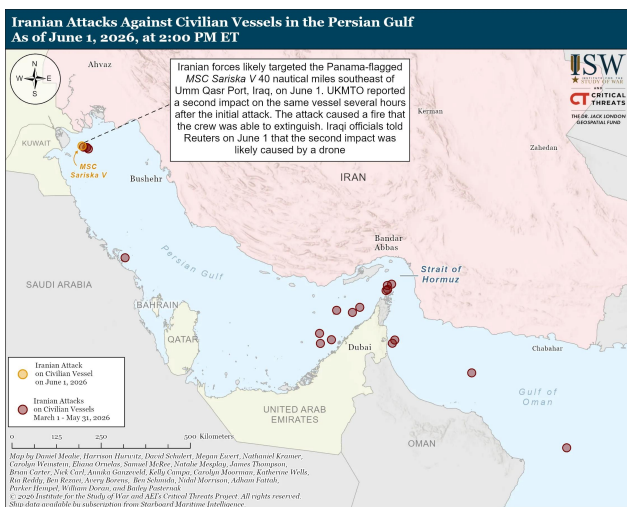 Iranian Attacks Against Civilian Vessels in the Persian Gulf
As of June 1, 2026, at 2:00 PM ET
N
W
E
S
Ahvaz
Iranian forces likely targeted the Panama-flagged
MSC Sariska V 40 nautical miles southeast of
Umm Qasr Port, Iraq, on June 1. UKMTO reported
a second impact on the same vessel several hours
after the initial attack. The attack caused a fire that
the crew was able to extinguish. Iraqi officials told
Reuters on June 1 that the second impact was
likely caused by a drone
ISW
INSTITUTE FOR THE
STUDY OF WAR
AND
CT CRITICAL
THREATS
THE DR. JACK LONDON
GEOSPATIAL FUND
Kerman
Zahedan
KUWAIT
MSC
Sariska V
Bushehr
IRAN
Bandar
Abbas
Strait of
Hormuz
Persian Gulf
SAUDI ARABIA
BAHRAIN
QATAR
Dubai
Chabahar
Gulf of
Oman
UNITED ARAB
EMIRATES
OMAN
Iranian Attack
on Civilian Vessel
on June 1, 2026
Iranian Attacks
on Civilian Vessels
March 1 - May 31, 2026
0 125 250 500 Kilometers
Map by Daniel Mealie, Harrison Hurwitz, David Schulert, Megan Ewert, Nathaniel Kramer,
Carolyn Weinstein, Eliana Ornelas, Samuel McRee, Natalie Mesplay, James Thompson,
Brian Carter, Nick Carl, Annika Ganzeveld, Kelly Campa, Carolyn Moorman, Katherine Wells,
Ria Reddy, Ben Rezaei, Avery Borens, Ben Schmida, Nidal Morrison, Adham Fattah,
Parker Hempel, William Doran, and Bailey Pasternak
© 2026 Institute for the Study of War and AEI's Critical Threats Project. All rights reserved.
Ship data available by subscription from Starboard Maritime Intelligence